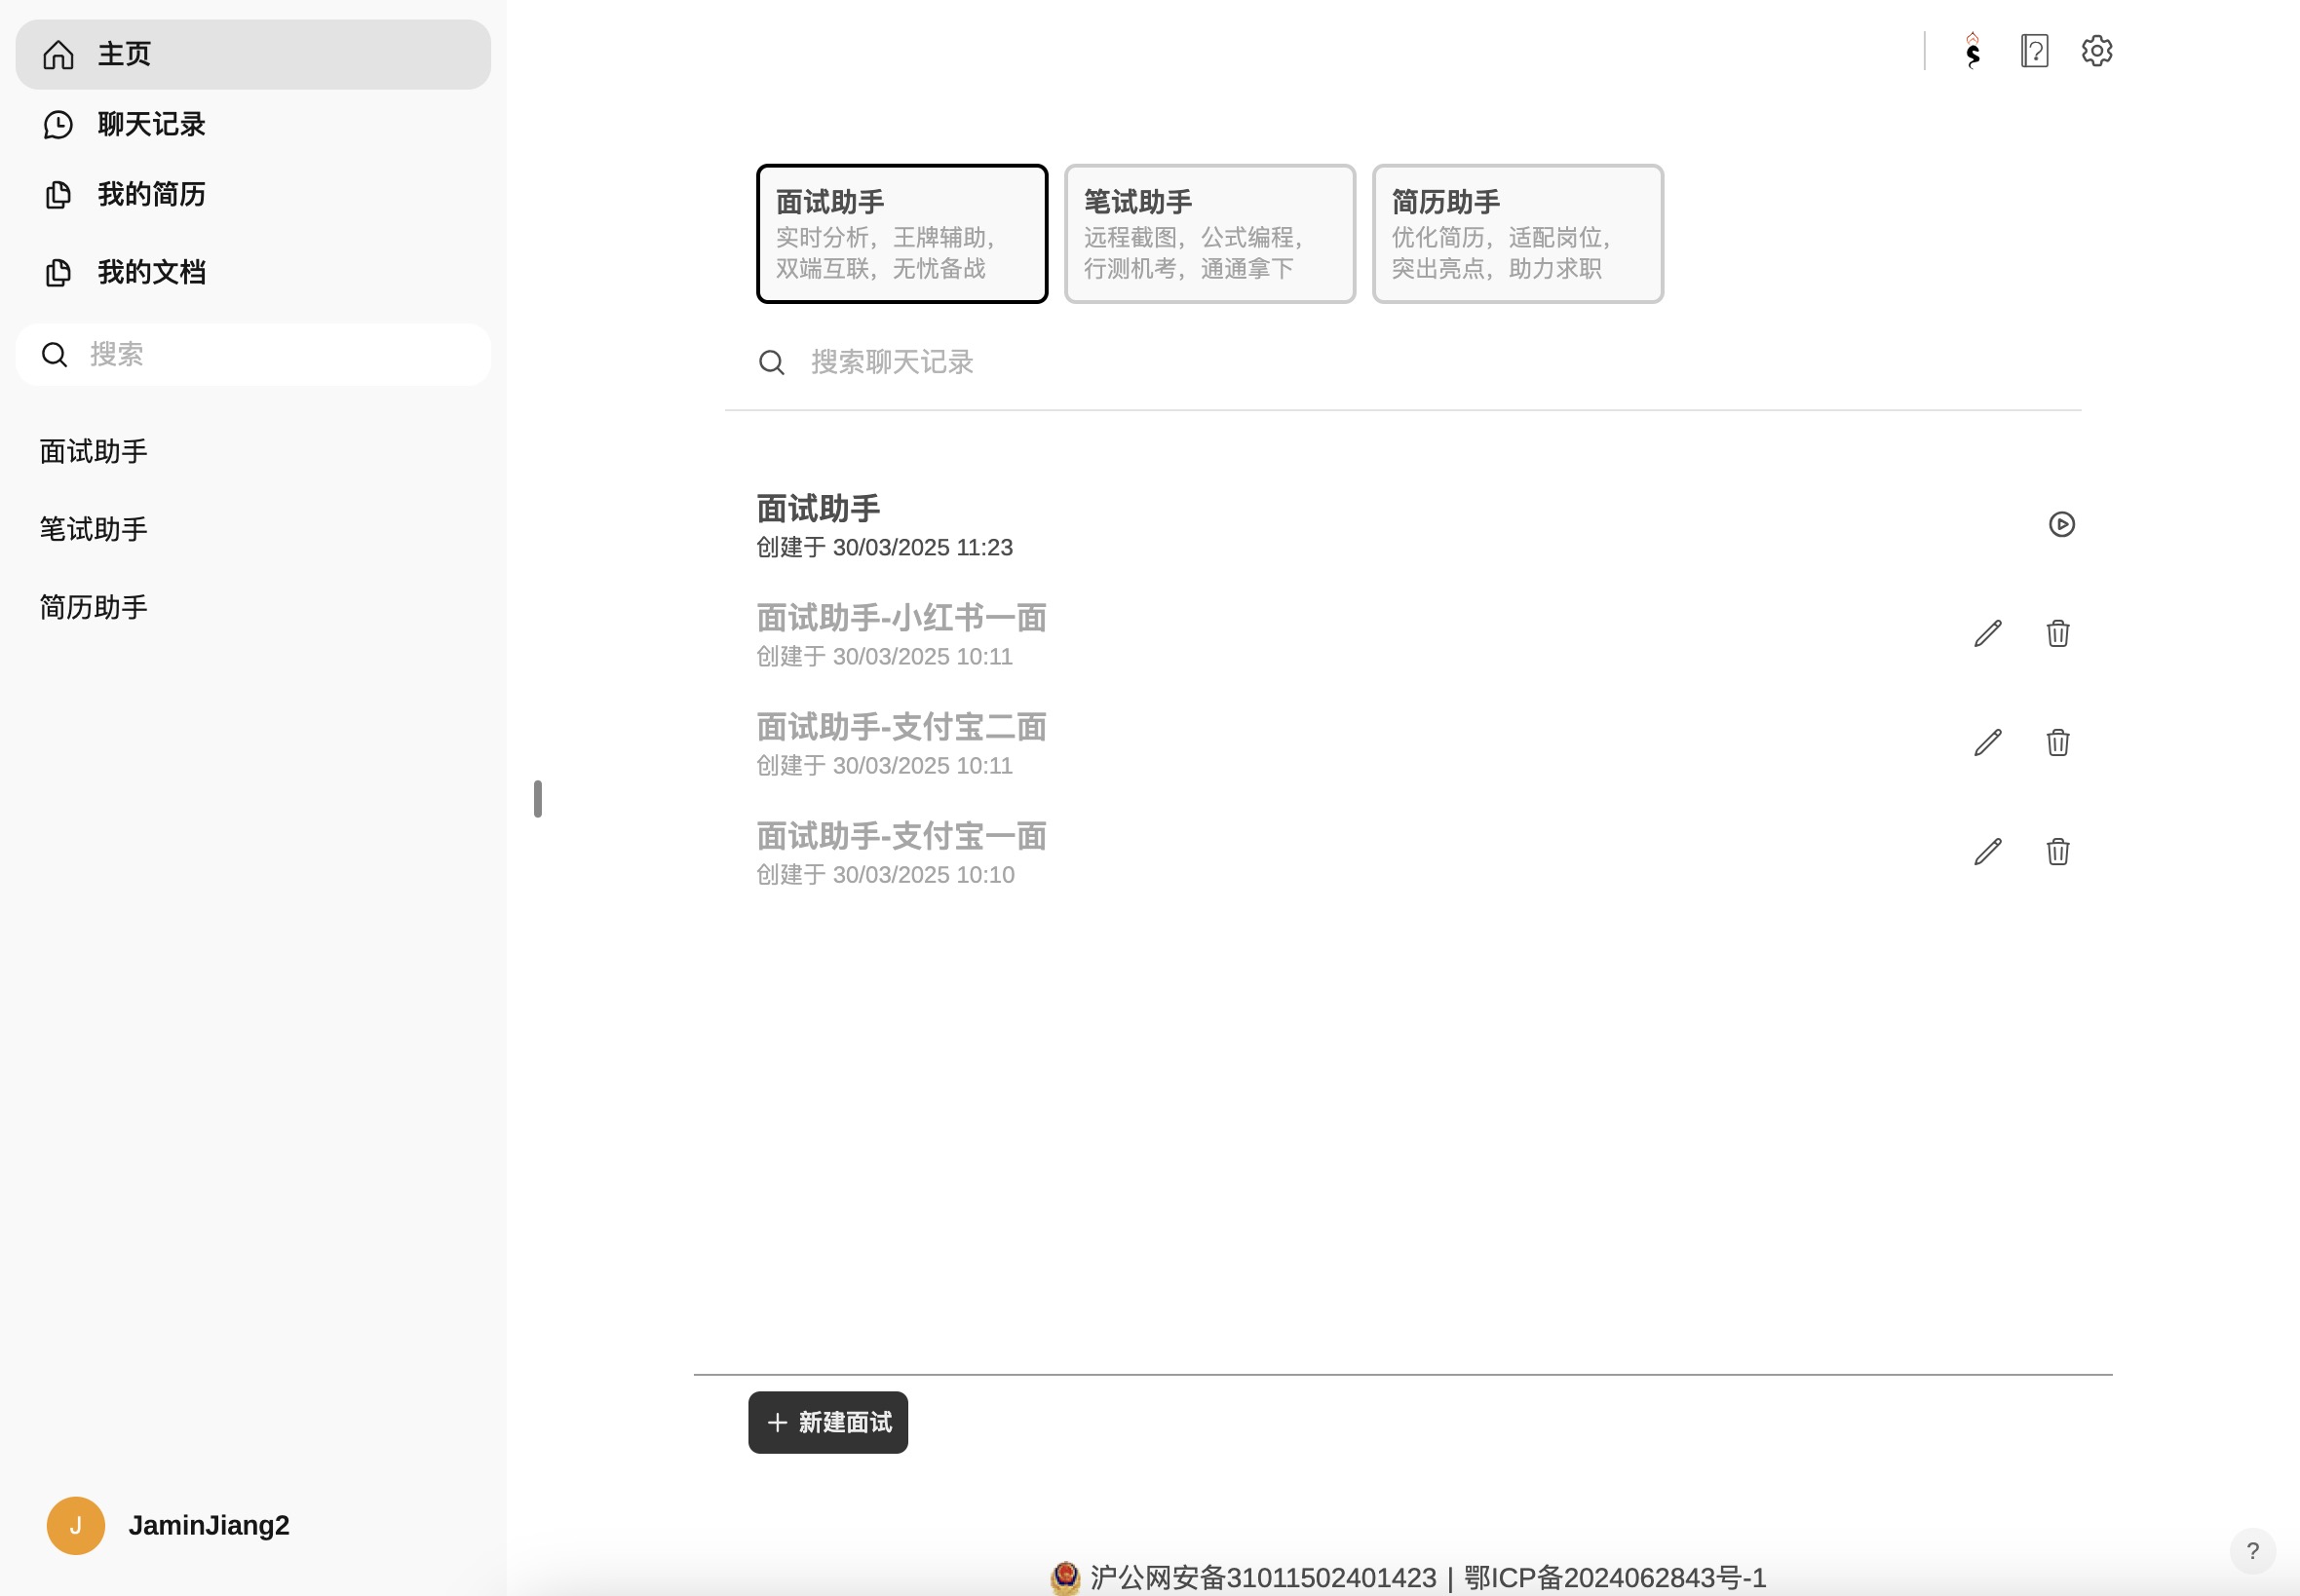 主页
聊天记录
我的简历
我的文档
搜索
面试助手
笔试助手
简历助手
J
JaminJiang2
面试助手
实时分析，王牌辅助，
双端互联，无忧备战
笔试助手
远程截图，公式编程，
行测机考，通通拿下
简历助手
优化简历，适配岗位，
突出亮点，助力求职
搜索聊天记录
面试助手
创建于 30/03/2025 11:23
面试助手-小红书一面
创建于 30/03/2025 10:11
面试助手-支付宝二面
创建于 30/03/2025 10:11
面试助手-支付宝一面
创建于 30/03/2025 10:10
新建面试
?
沪公网安备31011502401423 | 鄂ICP备2024062843号-1